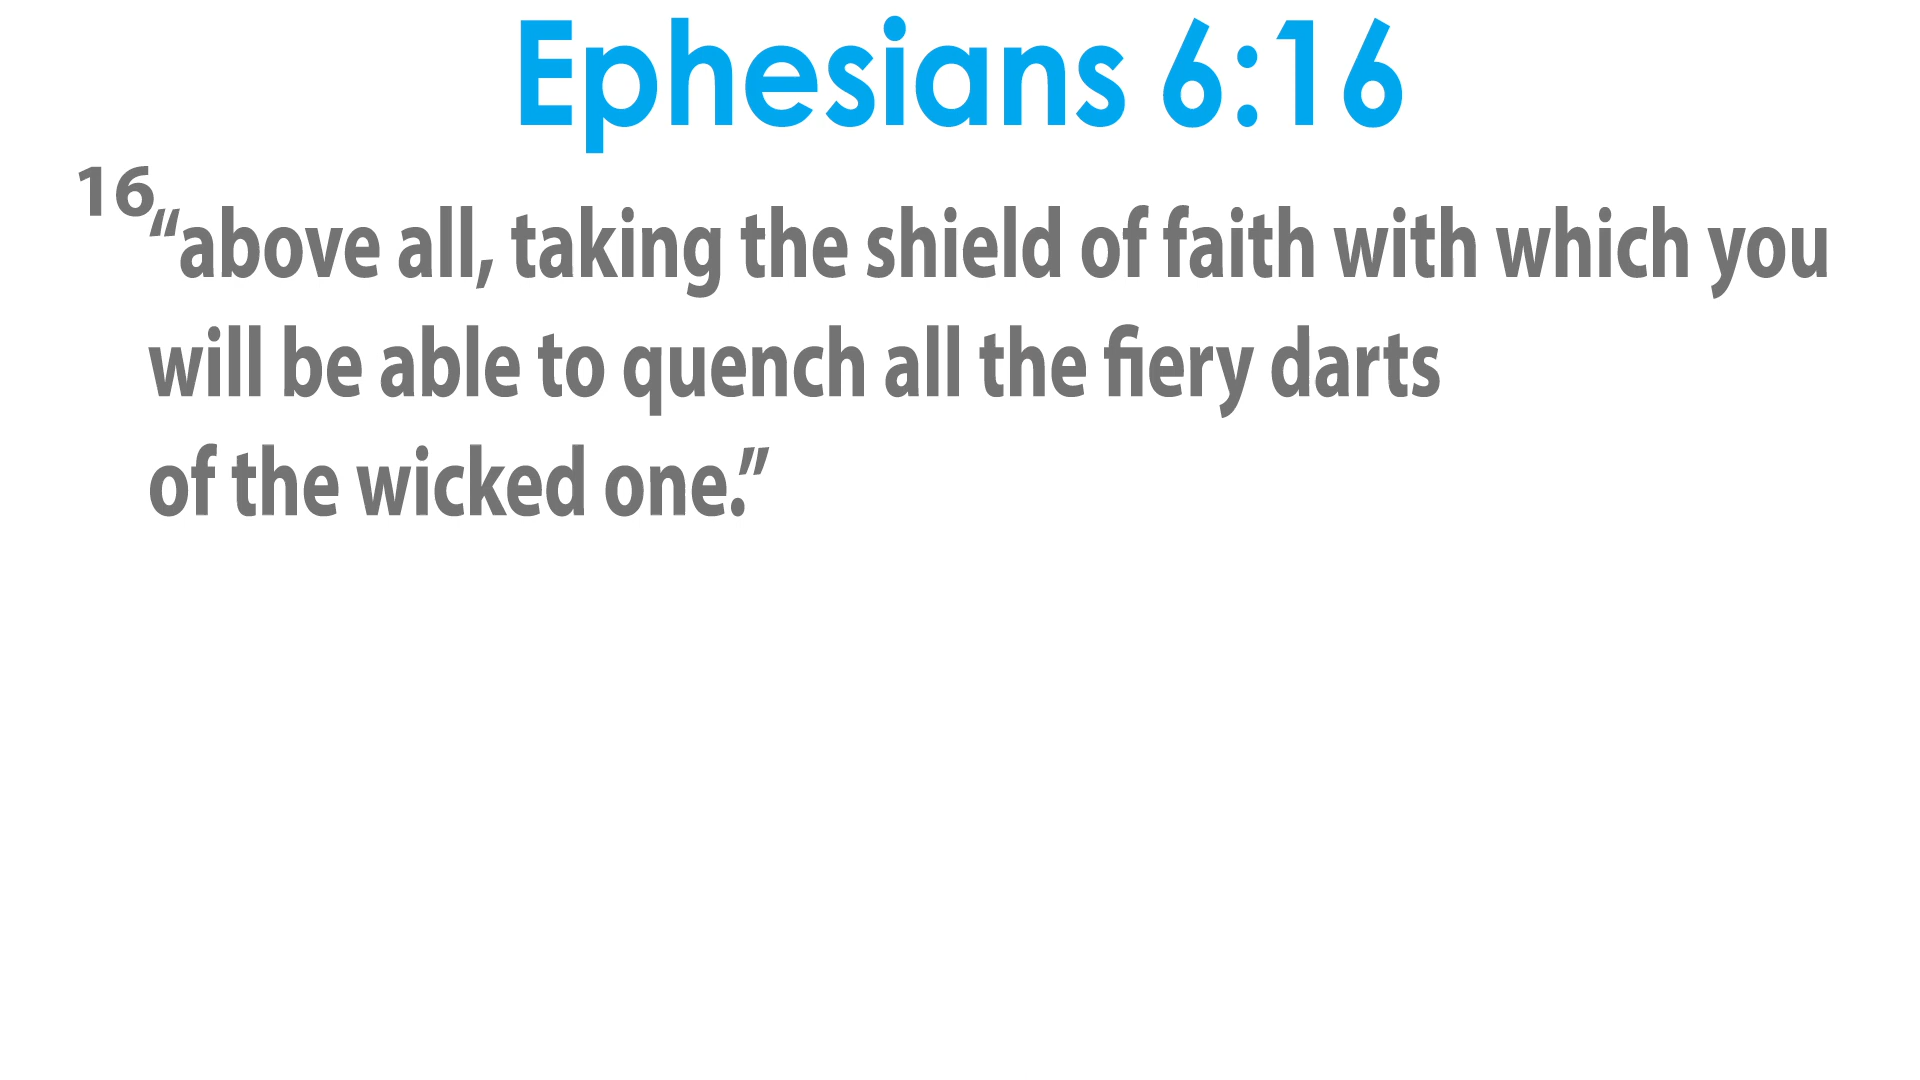 Ephesians 6:16
16“above all, taking the shield of faith with which you
will be able to quench all the fiery darts
of the wicked one.”